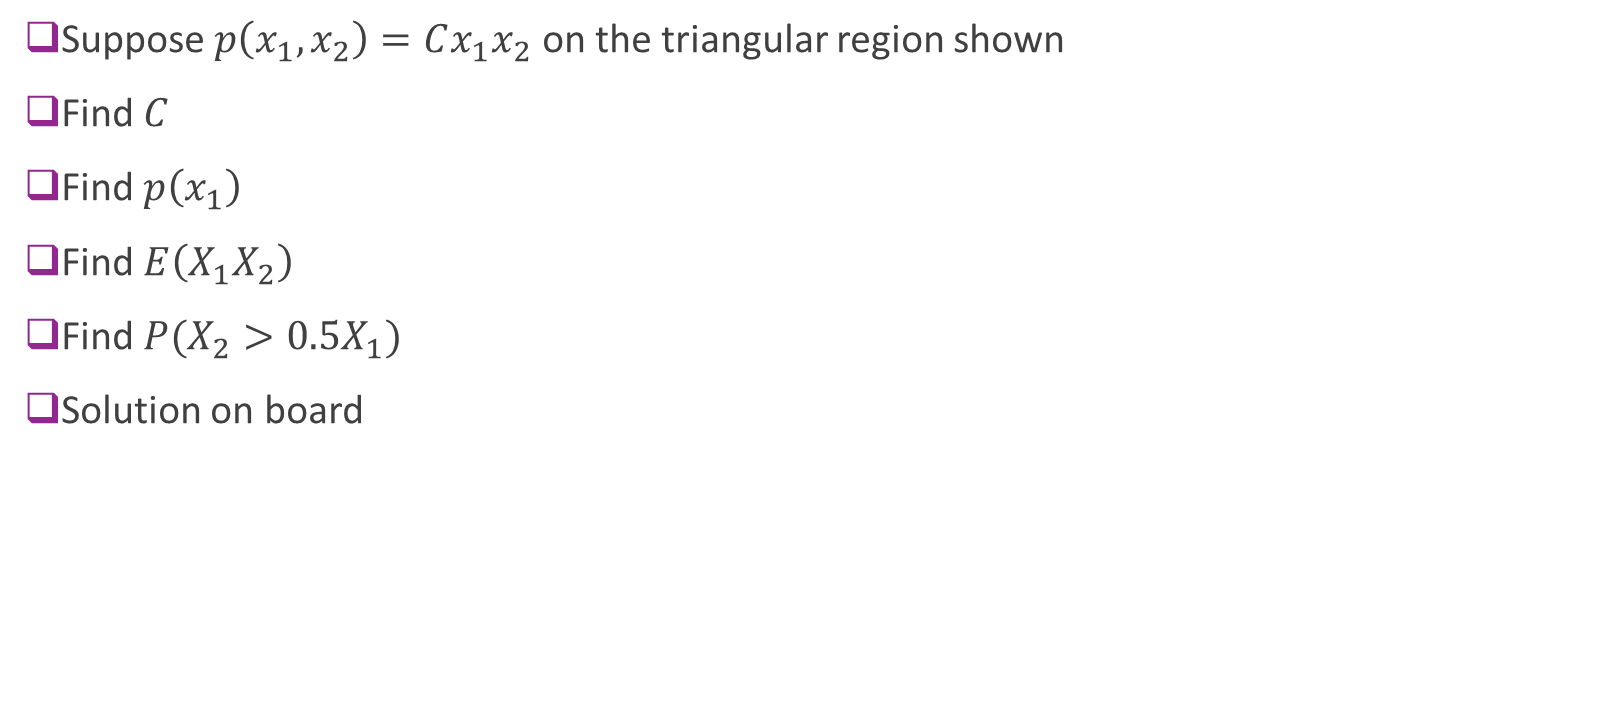 ❑Suppose 𝑝(𝑥₁,𝑥₂) = 𝐶𝑥₁𝑥₂ on the triangular region shown
❑Find 𝐶
❑Find 𝑝(𝑥₁)
❑Find 𝐸(𝑋₁𝑋₂)
❑Find 𝑃(𝑋₂ > 0.5𝑋₁)
❑Solution on board